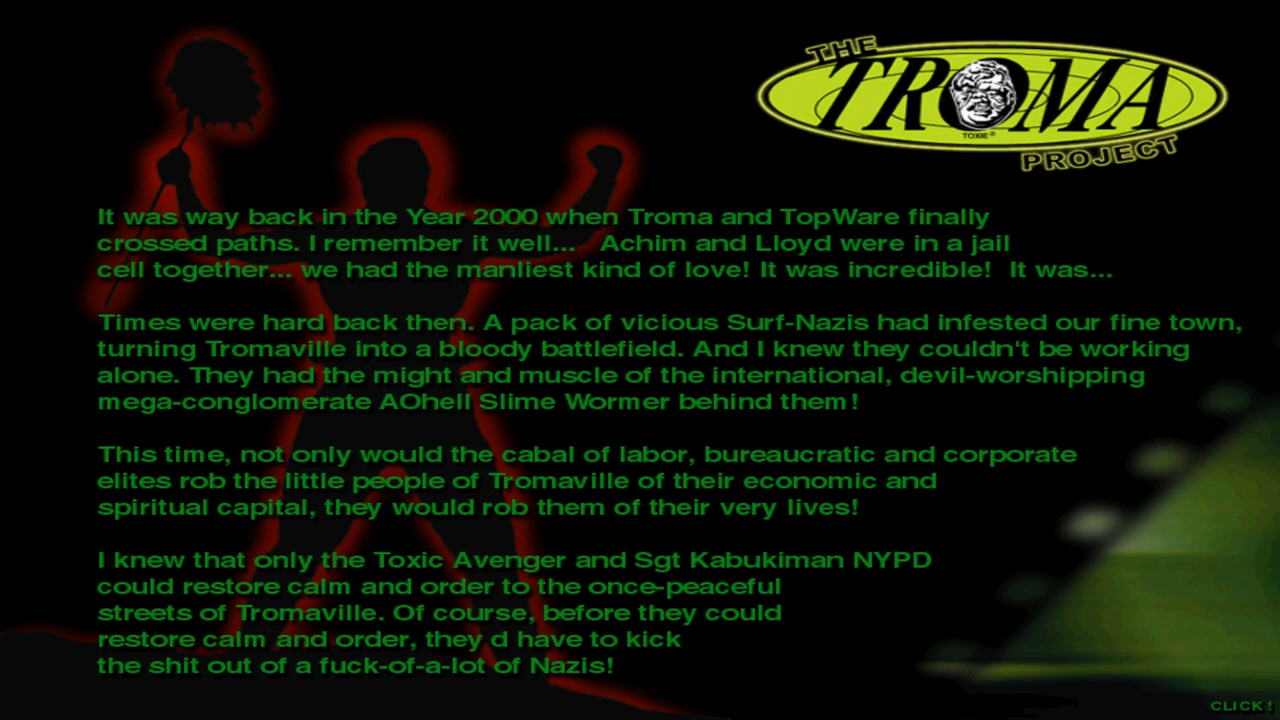 THE
TROMA
TOXIE®
PROJECT
It was way back in the Year 2000 when Troma and TopWare finally
crossed paths. I remember it well... Achim and Lloyd were in a jail
cell together... we had the manliest kind of love! It was incredible! It was...
Times were hard back then. A pack of vicious Surf-Nazis had infested our fine town,
turning Tromaville into a bloody battlefield. And I knew they couldn't be working
alone. They had the might and muscle of the international, devil-worshipping
mega-conglomerate AOhell Slime Wormer behind them!
This time, not only would the cabal of labor, bureaucratic and corporate
elites rob the little people of Tromaville of their economic and
spiritual capital, they would rob them of their very lives!
I knew that only the Toxic Avenger and Sgt Kabukiman NYPD
could restore calm and order to the once-peaceful
streets of Tromaville. Of course, before they could
restore calm and order, they d have to kick
the shit out of a fuck-of-a-lot of Nazis!
CLICK !